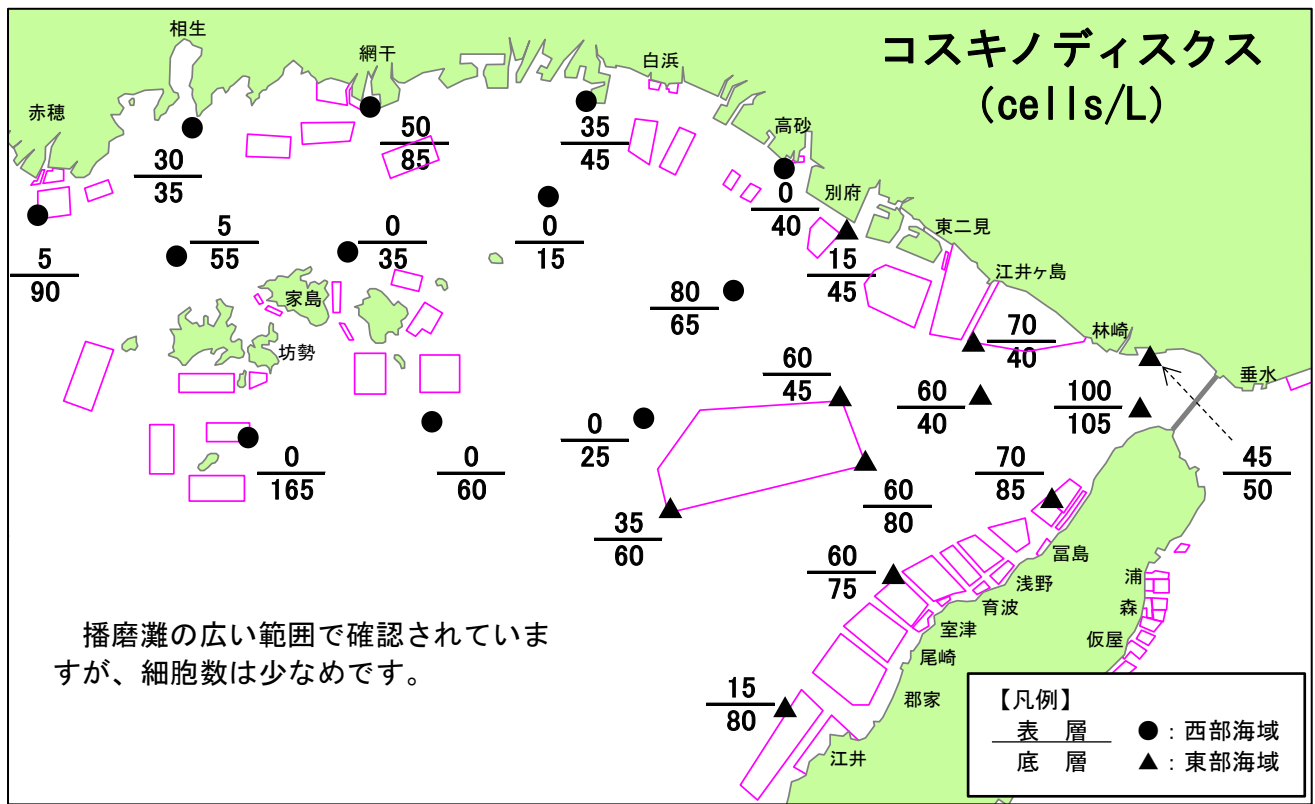 コスキノディスクス
(cells/L)
相生
網干
白浜
赤穂
高砂
別府
東二見
江井ヶ島
林崎
垂水
家島
坊勢
30
35
50
85
35
45
0
40
5
90
5
55
0
35
0
15
15
45
80
65
70
40
60
45
60
40
100
105
45
50
0
165
0
60
0
25
70
85
60
80
35
60
60
75
15
80
冨島
浅野
育波
室津
尾崎
郡家
江井
浦
森
仮屋
播磨灘の広い範囲で確認されていま
すが、細胞数は少なめです。
【凡例】
表 層
底 層
●：西部海域
▲：東部海域